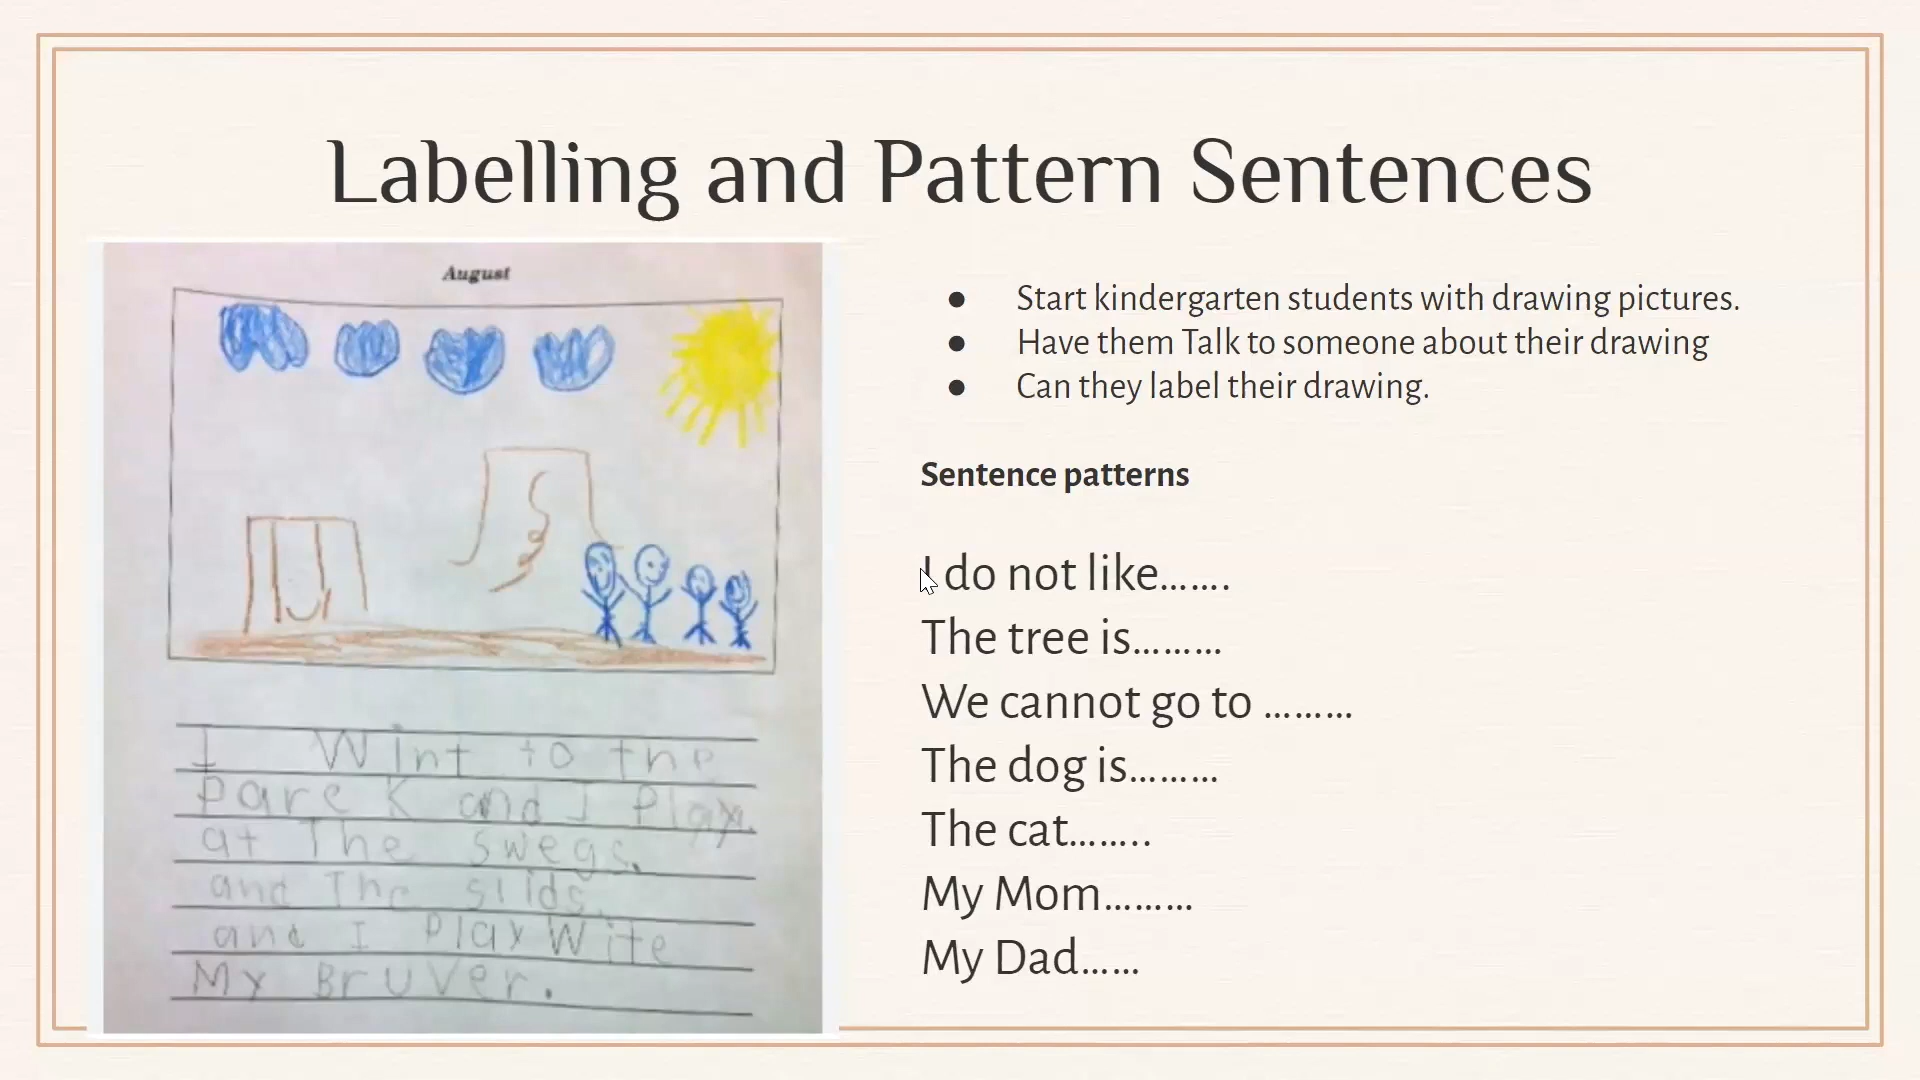 Labelling and Pattern Sentences
August
I Wint to the
Pare K and I Play.
at The swegs.
and The slids.
and I Play Wite
My Bruver.
● Start kindergarten students with drawing pictures.
● Have them Talk to someone about their drawing
● Can they label their drawing.
Sentence patterns
I do not like…….
The tree is………
We cannot go to ………
The dog is………
The cat……..
My Mom………
My Dad……